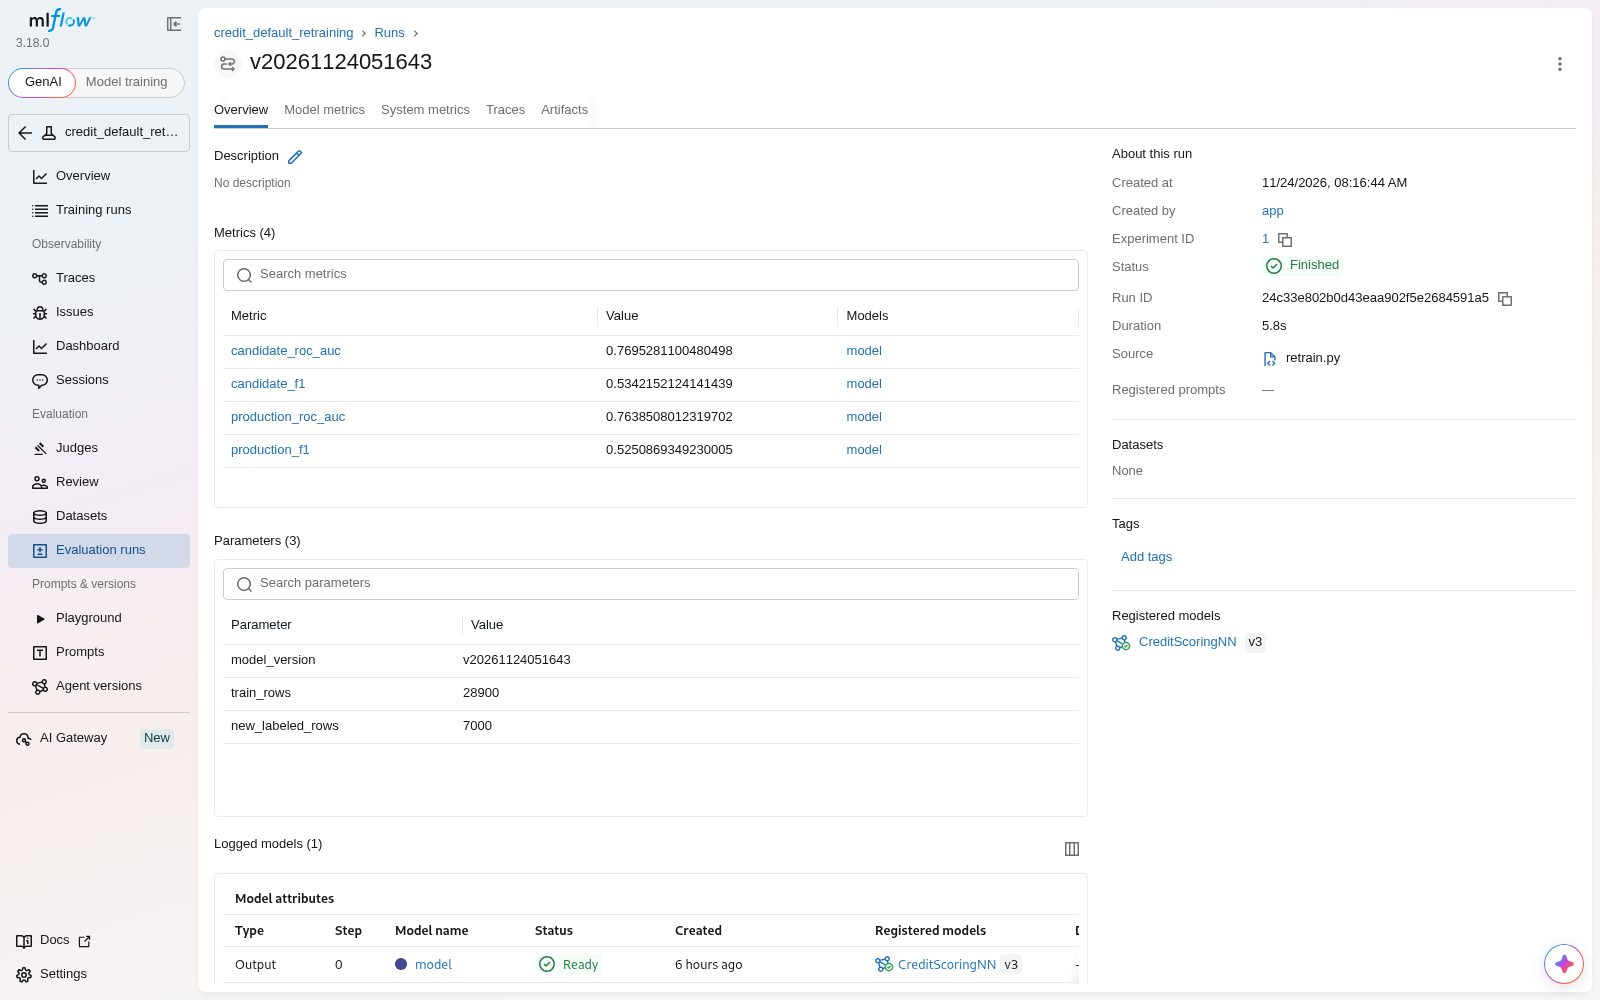 mlflow
3.18.0
GenAI
Model training
credit_default_ret...
Overview
Training runs
Observability
Traces
Issues
Dashboard
Sessions
Evaluation
Judges
Review
Datasets
Evaluation runs
Prompts & versions
Playground
Prompts
Agent versions
AI Gateway New
Docs
Settings
credit_default_retraining > Runs >
v20261124051643
Overview Model metrics System metrics Traces Artifacts
Description
No description
Metrics (4)
Search metrics
Metric Value Models
candidate_roc_auc 0.7695281100480498 model
candidate_f1 0.5342152124141439 model
production_roc_auc 0.7638508012319702 model
production_f1 0.5250869349230005 model
Parameters (3)
Search parameters
Parameter Value
model_version v20261124051643
train_rows 28900
new_labeled_rows 7000
Logged models (1)
Model attributes
Type Step Model name Status Created Registered models
Output 0 model Ready 6 hours ago CreditScoringNN v3 -
About this run
Created at 11/24/2026, 08:16:44 AM
Created by app
Experiment ID 1
Status Finished
Run ID 24c33e802b0d43eaa902f5e2684591a5
Duration 5.8s
Source retrain.py
Registered prompts —
Datasets
None
Tags
Add tags
Registered models
CreditScoringNN v3